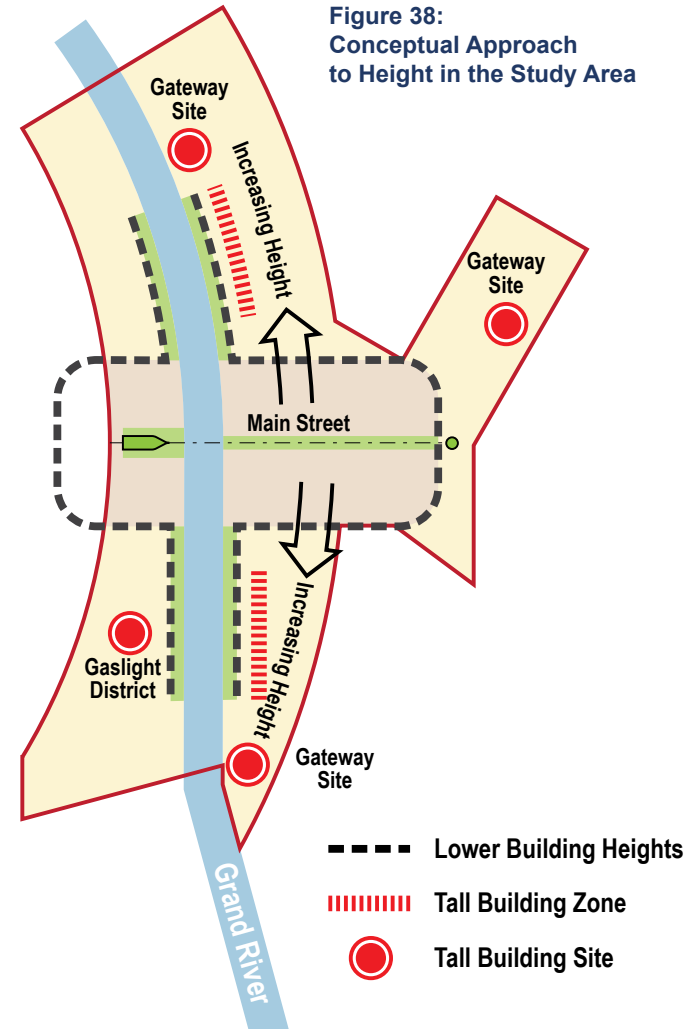 Figure 38:
Conceptual Approach
to Height in the Study Area
Gateway
Site
Increasing Height
Gateway
Site
Main Street
Increasing Height
Gaslight
District
Gateway
Site
Grand River
Lower Building Heights
Tall Building Zone
Tall Building Site